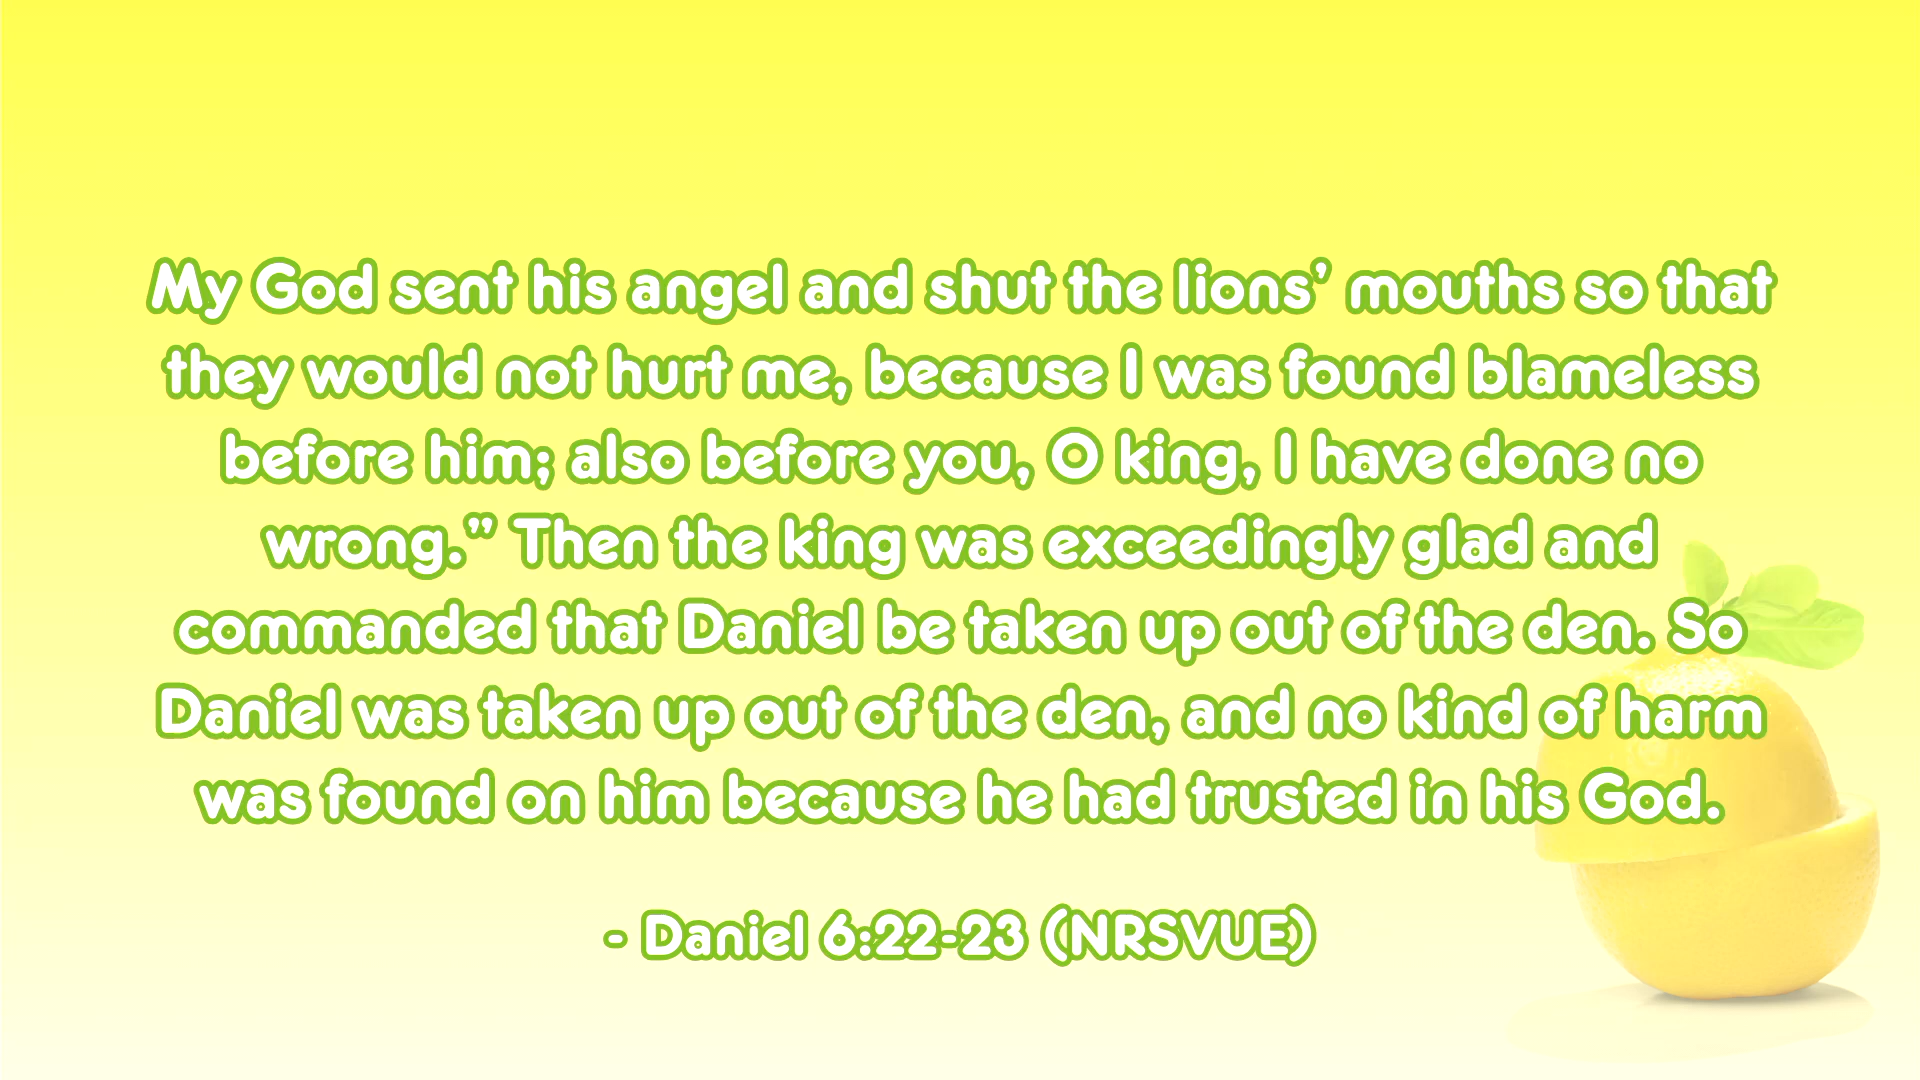 My God sent his angel and shut the lions’ mouths so that
they would not hurt me, because I was found blameless
before him; also before you, O king, I have done no
wrong.” Then the king was exceedingly glad and
commanded that Daniel be taken up out of the den. So
Daniel was taken up out of the den, and no kind of harm
was found on him because he had trusted in his God.
- Daniel 6:22-23 (NRSVUE)